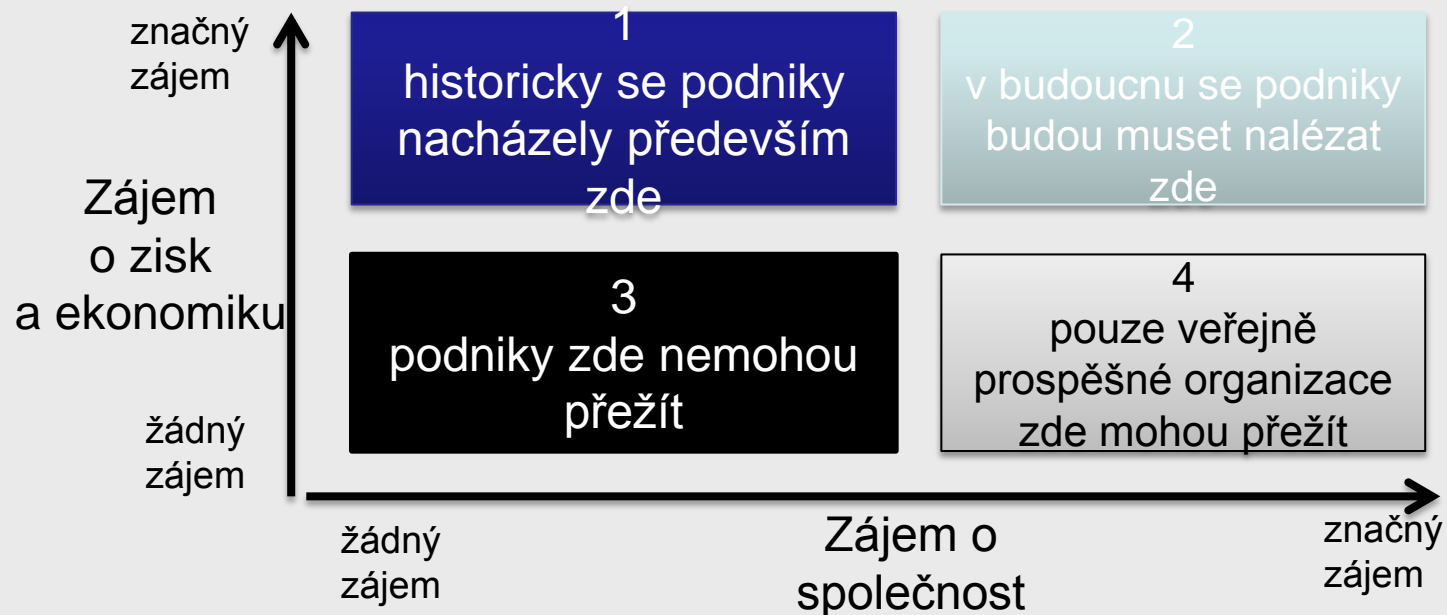 značný
zájem
Zájem
o zisk
a ekonomiku
žádný
zájem
1
historicky se podniky
nacházely především
zde
2
v budoucnu se podniky
budou muset nalézat
zde
3
podniky zde nemohou
přežít
4
pouze veřejně
prospěšné organizace
zde mohou přežít
žádný
zájem
Zájem o
společnost
značný
zájem